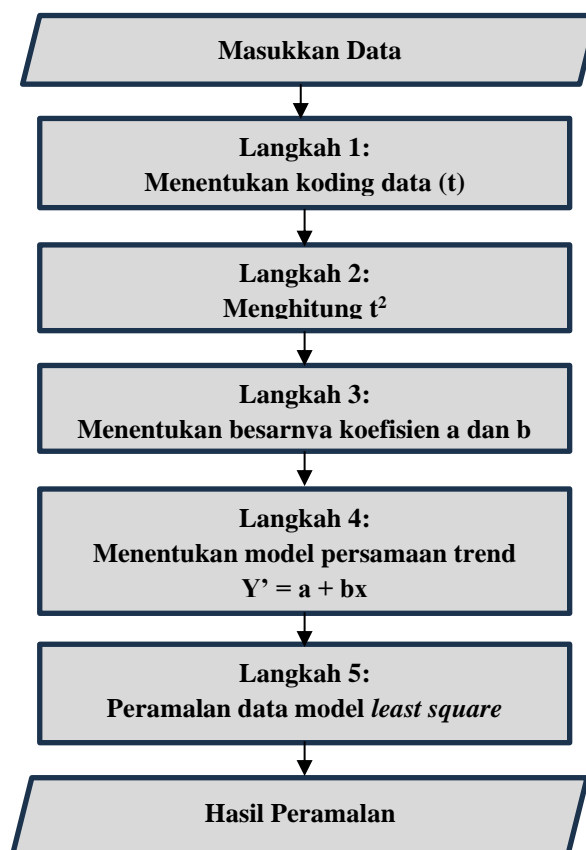 Masukkan Data
Langkah 1:
Menentukan koding data (t)
Langkah 2:
Menghitung t²
Langkah 3:
Menentukan besarnya koefisien a dan b
Langkah 4:
Menentukan model persamaan trend
Y’ = a + bx
Langkah 5:
Peramalan data model least square
Hasil Peramalan